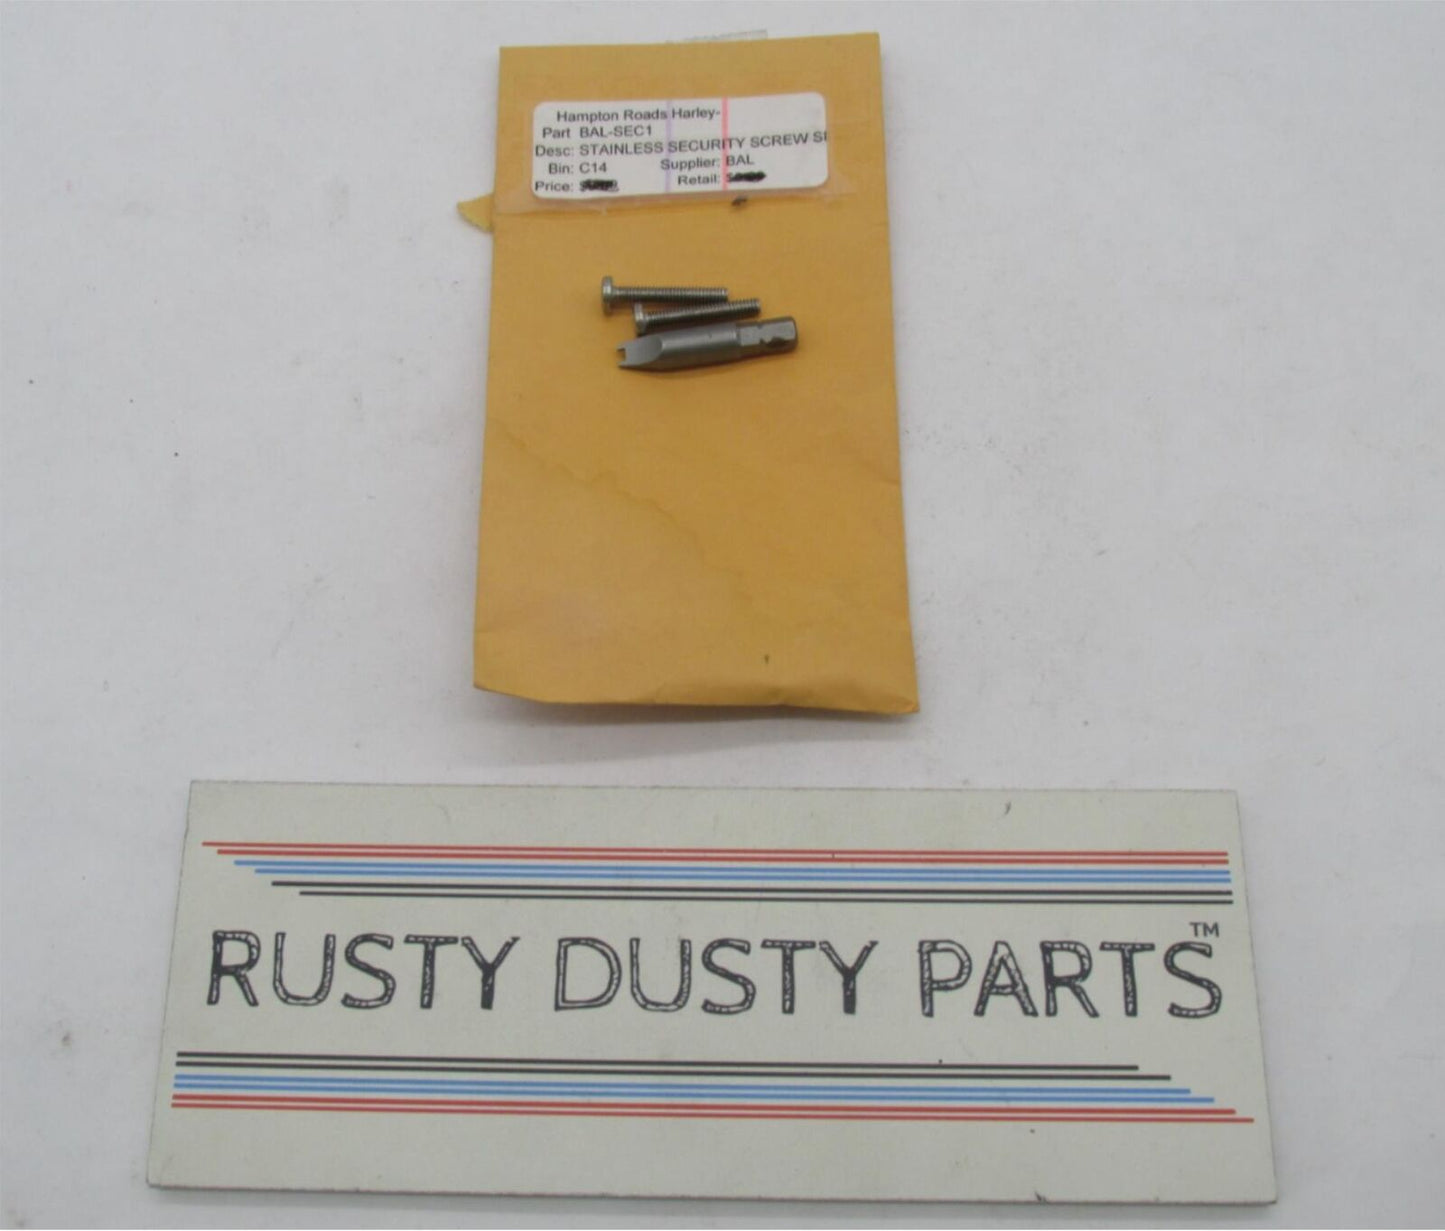 Hampton Roads Harley-
Part BAL-SEC1
Desc: STAINLESS SECURITY SCREW
Bin: C14 Supplier: BAL
Price: Retail:
RUSTY DUSTY PARTS™